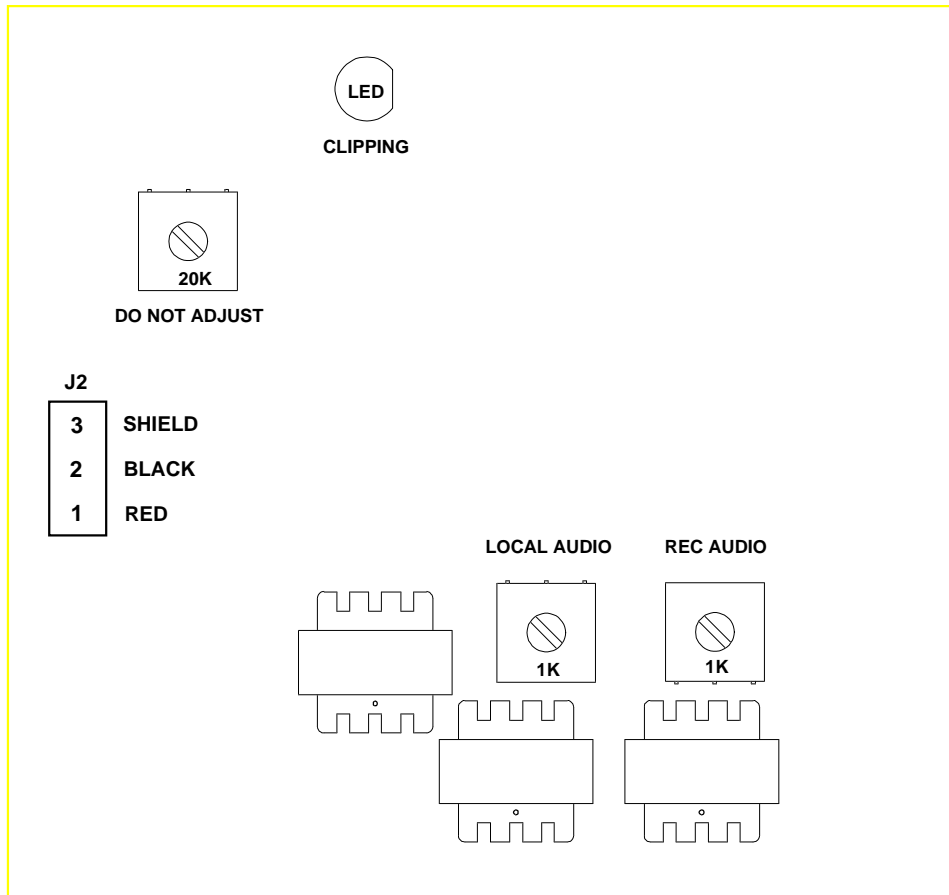 LED
CLIPPING
20K
DO NOT ADJUST
J2
3 SHIELD
2 BLACK
1 RED
LOCAL AUDIO REC AUDIO
1K 1K